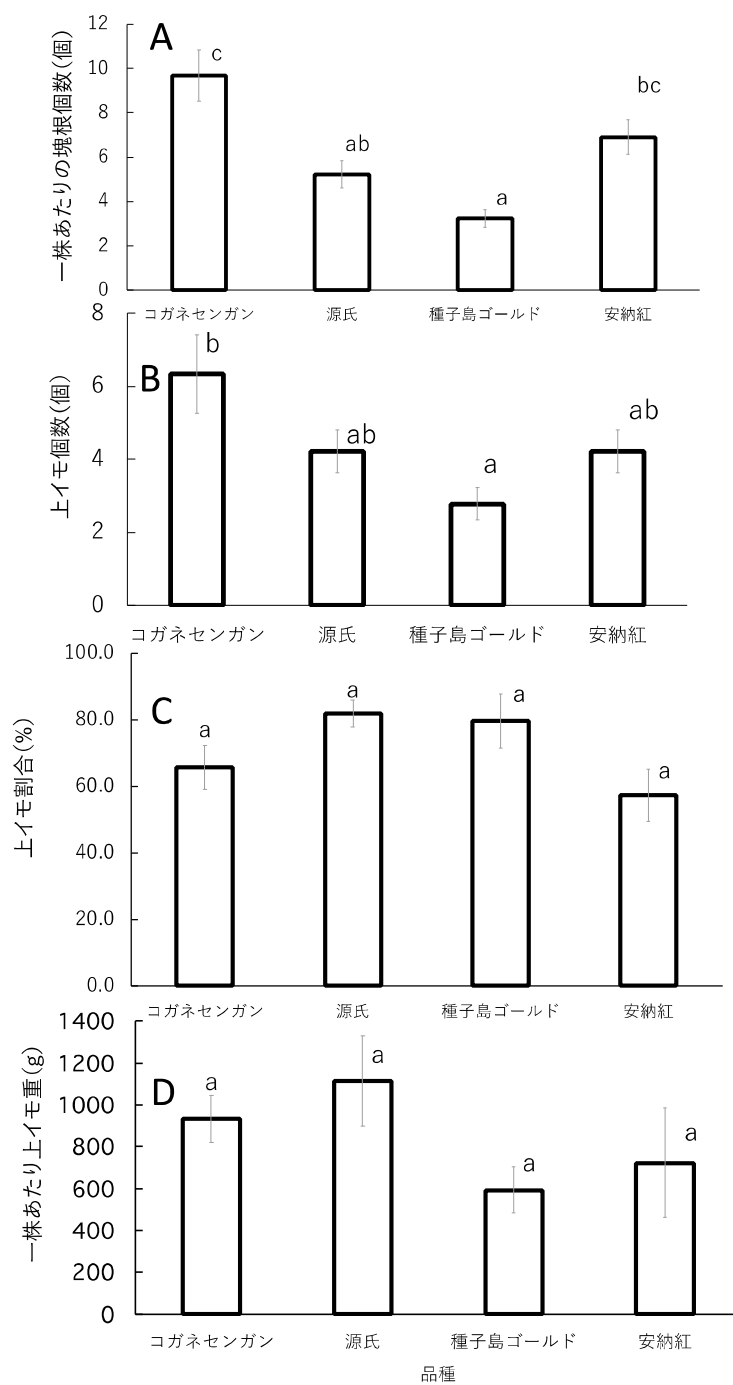 A
一株あたりの塊根個数(個)
12
10
8
6
4
2
0
c
ab
a
bc
コガネセンガン 源氏 種子島ゴールド 安納紅
B
上イモ個数(個)
8
6
4
2
0
b
ab
a
ab
コガネセンガン 源氏 種子島ゴールド 安納紅
C
上イモ割合(%)
100.0
80.0
60.0
40.0
20.0
0.0
a
a
a
a
コガネセンガン 源氏 種子島ゴールド 安納紅
D
一株あたり上イモ重(g)
1400
1200
1000
800
600
400
200
0
a
a
a
a
コガネセンガン 源氏 種子島ゴールド 安納紅
品種